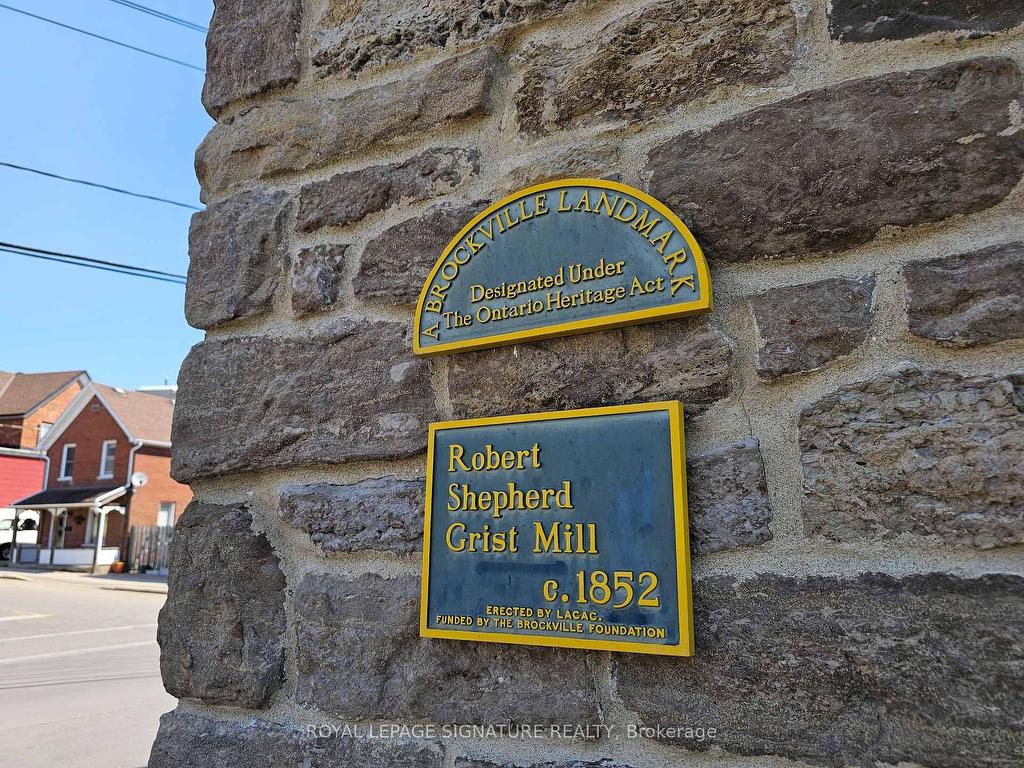 A BROCKVILLE LANDMARK
Designated Under
The Ontario Heritage Act
Robert
Shepherd
Grist Mill
c. 1852
ERECTED BY LACAC.
FUNDED BY THE BROCKVILLE FOUNDATION
ROYAL LEPAGE SIGNATURE REALTY, Brokerage